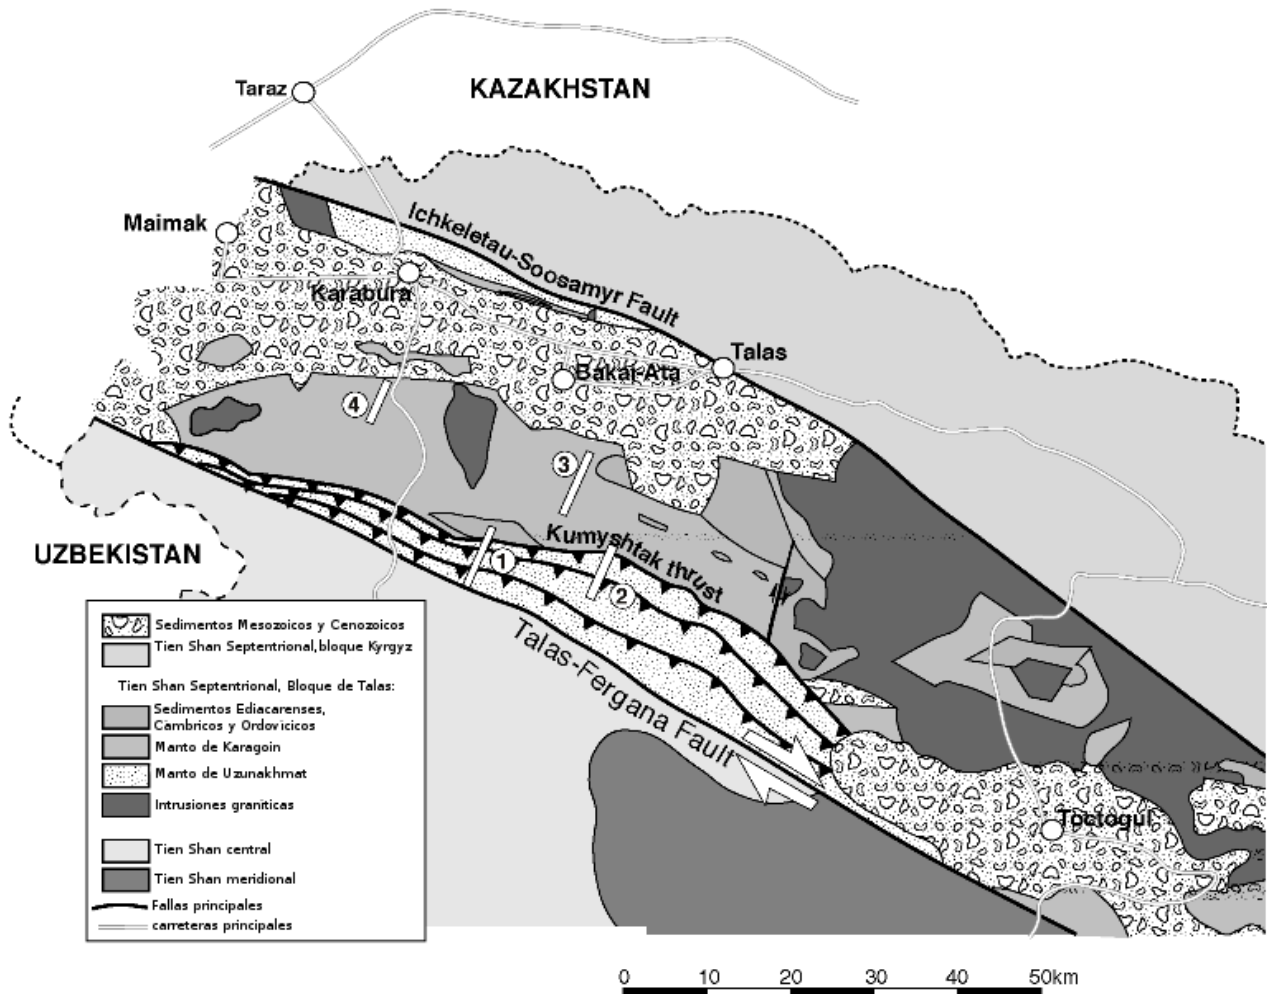 KAZAKHSTAN
Taraz
Maimak
Ichkeletau-Soosamyr Fault
Karabura
Talas
Bakai-Ata
4
3
UZBEKISTAN
Kumyshtak thrust
1
2
Talas-Fergana Fault
Toctogul
Sedimentos Mesozoicos y Cenozoicos
Tien Shan Septentrional,bloque Kyrgyz
Tien Shan Septentrional, Bloque de Talas:
Sedimentos Ediacarenses,
Cambricos y Ordovicicos
Manto de Karagoin
Manto de Uzunakhmat
Intrusiones graniticas
Tien Shan central
Tien Shan meridional
Fallas principales
carreteras principales
0 10 20 30 40 50km